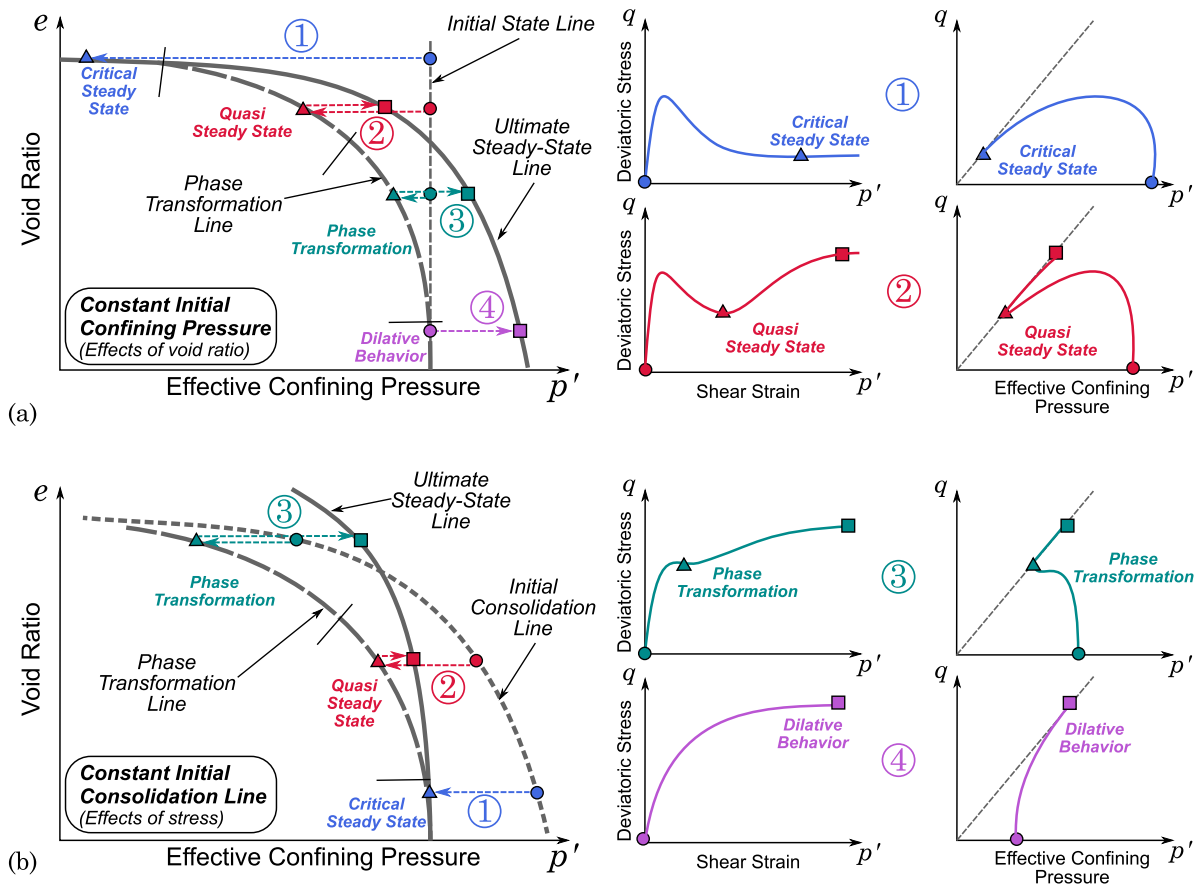 e
Void Ratio
①
Initial State Line
Critical
Steady
State
Quasi
Steady State
②
Ultimate
Steady-State
Line
Phase
Transformation
Line
Phase
Transformation
③
④
Constant Initial
Confining Pressure
(Effects of void ratio)
Dilative
Behavior
Effective Confining Pressure
p′
(a)
q
Deviatoric Stress
Critical
Steady State
p′
①
q
Critical
Steady State
p′
q
Deviatoric Stress
Quasi
Steady State
Shear Strain
p′
②
q
Quasi
Steady State
Effective Confining
Pressure
p′
e
Void Ratio
③
Ultimate
Steady-State
Line
Phase
Transformation
Initial
Consolidation
Line
Phase
Transformation
Line
Quasi
Steady
State
②
Constant Initial
Consolidation Line
(Effects of stress)
Critical
Steady State
①
Effective Confining Pressure
p′
(b)
q
Deviatoric Stress
Phase
Transformation
p′
③
q
Phase
Transformation
p′
q
Deviatoric Stress
Dilative
Behavior
Shear Strain
p′
④
q
Dilative
Behavior
Effective Confining
Pressure
p′